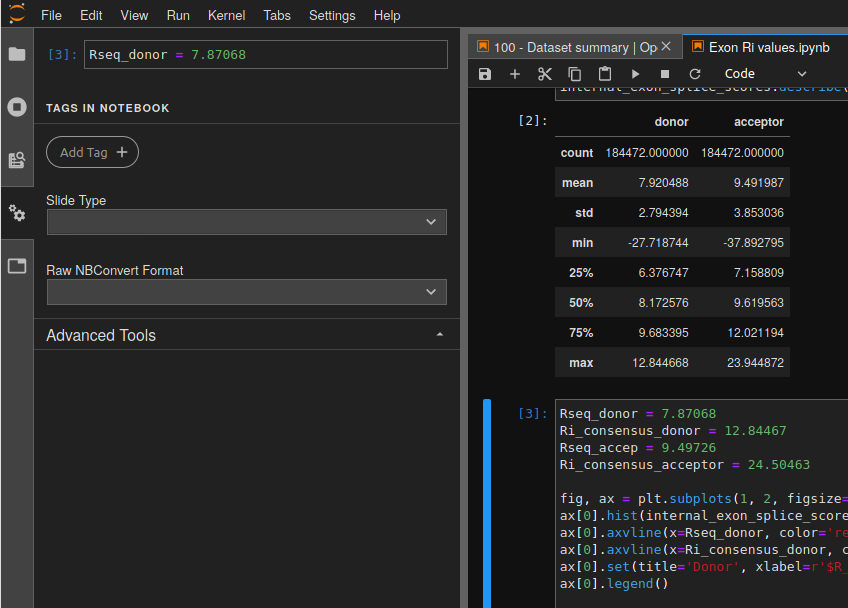 File Edit View Run Kernel Tabs Settings Help
[3]: Rseq_donor = 7.87068
TAGS IN NOTEBOOK
Add Tag +
Slide Type
Raw NBConvert Format
Advanced Tools
100 - Dataset summary | Op
Exon Ri values.ipynb
Code
internal_exon_splice_scores.describe(
[2]:
donor acceptor
count 184472.000000 184472.000000
mean 7.920488 9.491987
std 2.794394 3.853036
min -27.718744 -37.892795
25% 6.376747 7.158809
50% 8.172576 9.619563
75% 9.683395 12.021194
max 12.844668 23.944872
[3]: Rseq_donor = 7.87068
Ri_consensus_donor = 12.84467
Rseq_accep = 9.49726
Ri_consensus_acceptor = 24.50463
fig, ax = plt.subplots(1, 2, figsize=
ax[0].hist(internal_exon_splice_score
ax[0].axvline(x=Rseq_donor, color='re
ax[0].axvline(x=Ri_consensus_donor, c
ax[0].set(title='Donor', xlabel=r'$R_
ax[0].legend()